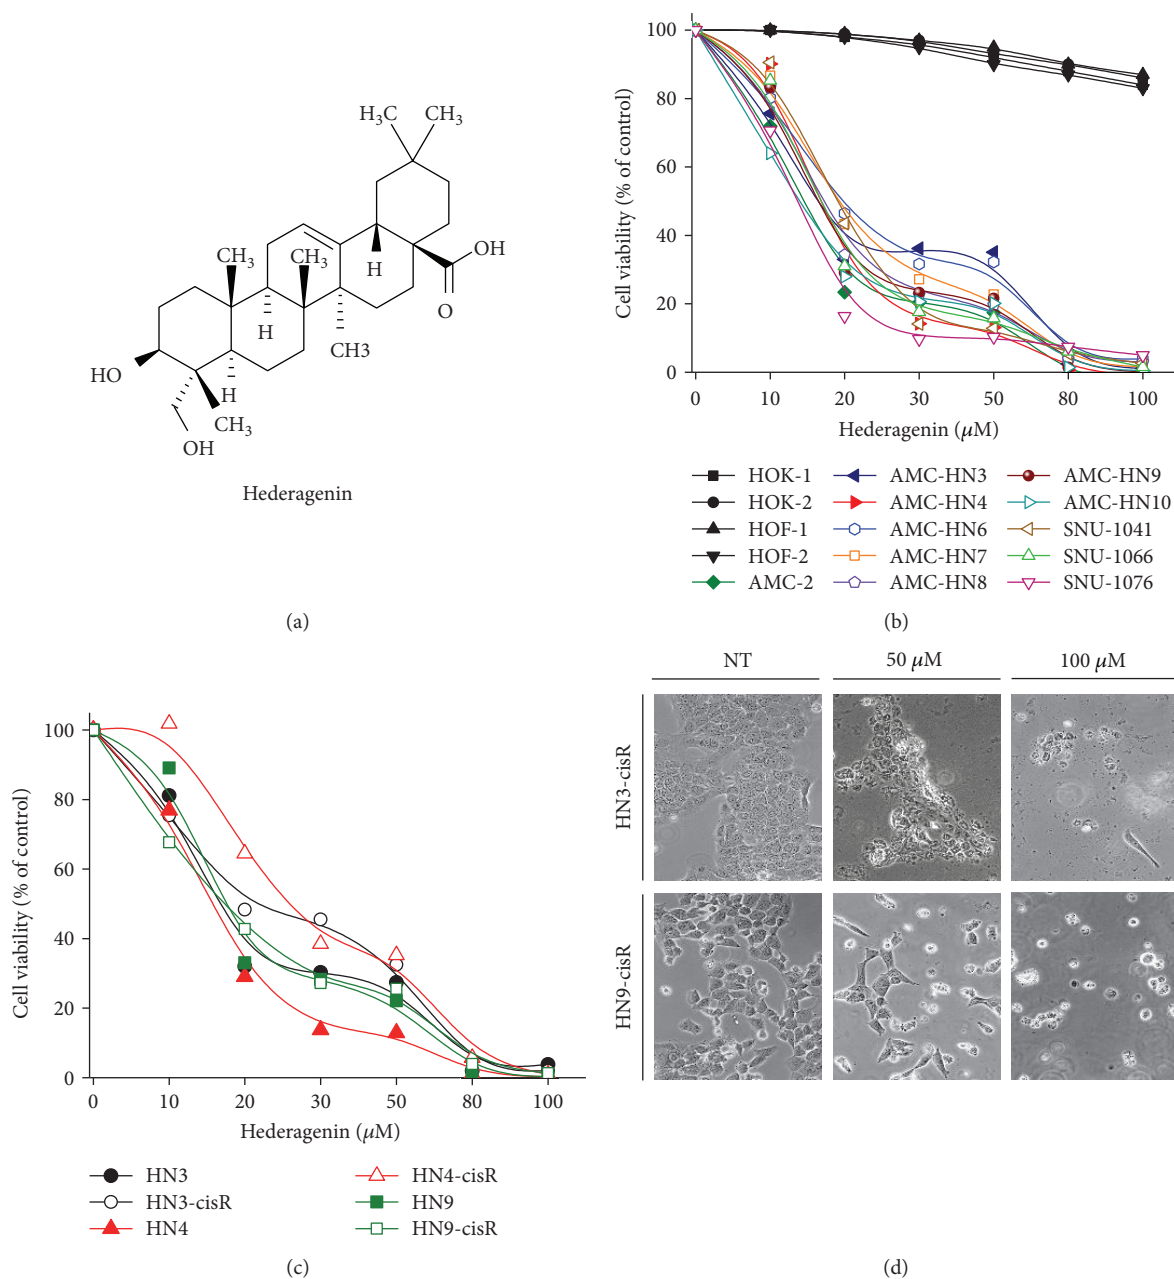 H₃C
CH₃
CH₃
CH₃
H
OH
O
H
CH3
HO
H
CH₃
OH
Hederagenin
(a)
100
80
60
40
20
0
Cell viability (% of control)
0 10 20 30 50 80 100
Hederagenin (µM)
HOK-1
HOK-2
HOF-1
HOF-2
AMC-2
AMC-HN3
AMC-HN4
AMC-HN6
AMC-HN7
AMC-HN8
AMC-HN9
AMC-HN10
SNU-1041
SNU-1066
SNU-1076
(b)
100
80
60
40
20
0
Cell viability (% of control)
0 10 20 30 50 80 100
Hederagenin (µM)
HN3
HN3-cisR
HN4
HN4-cisR
HN9
HN9-cisR
(c)
NT 50 µM 100 µM
HN3-cisR
HN9-cisR
(d)